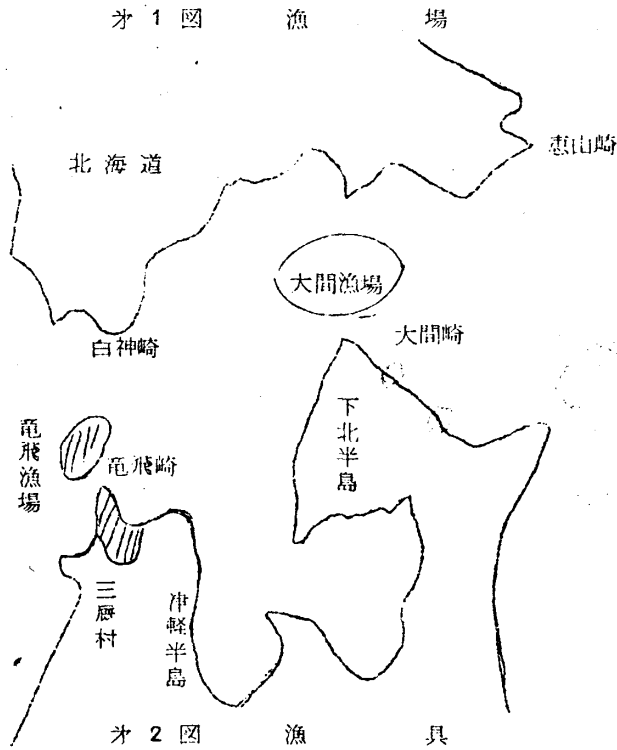 才1図 漁場
北海道
恵山崎
大間漁場
白神崎
大間崎
竜飛漁場
竜飛崎
下北半島
三厩村
津軽半島
才2図 漁具